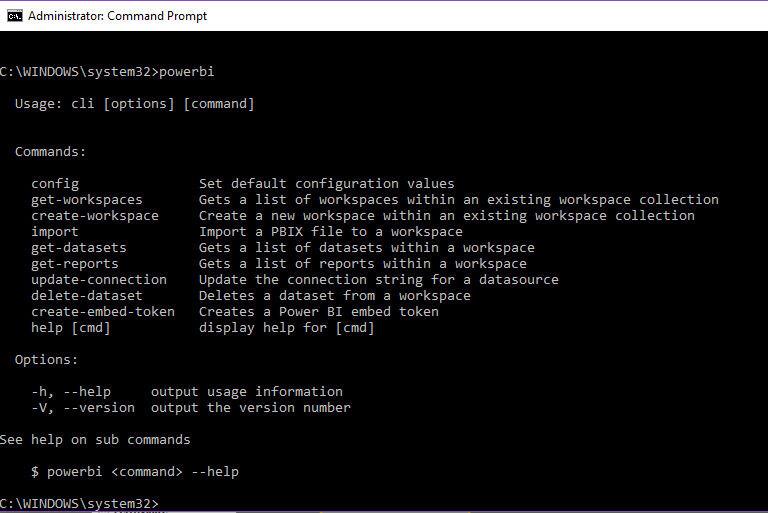 Administrator: Command Prompt
C:\WINDOWS\system32>powerbi
Usage: cli [options] [command]
Commands:
config Set default configuration values
get-workspaces Gets a list of workspaces within an existing workspace collection
create-workspace Create a new workspace within an existing workspace collection
import Import a PBIX file to a workspace
get-datasets Gets a list of datasets within a workspace
get-reports Gets a list of reports within a workspace
update-connection Update the connection string for a datasource
delete-dataset Deletes a dataset from a workspace
create-embed-token Creates a Power BI embed token
help [cmd] display help for [cmd]
Options:
-h, --help output usage information
-V, --version output the version number
See help on sub commands
$ powerbi <command> --help
C:\WINDOWS\system32>